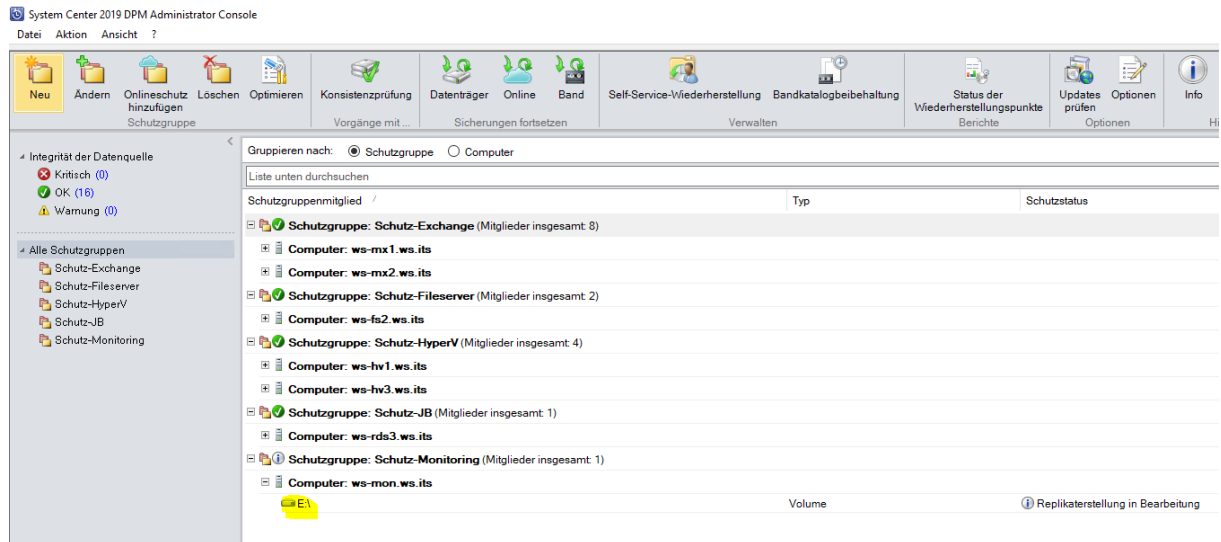 System Center 2019 DPM Administrator Console
Datei Aktion Ansicht ?
Neu Ändern Onlineschutz hinzufügen Löschen Optimieren Konsistenzprüfung Datenträger Online Band Self-Service-Wiederherstellung Bandkatalogbeibehaltung Status der Wiederherstellungspunkte Updates prüfen Optionen Info
Schutzgruppe Vorgänge mit ... Sicherungen fortsetzen Verwalten Berichte Optionen Hi
Integrität der Datenquelle
Kritisch (0)
OK (16)
Warnung (0)
Alle Schutzgruppen
Schutz-Exchange
Schutz-Fileserver
Schutz-HyperV
Schutz-JB
Schutz-Monitoring
Gruppieren nach: Schutzgruppe Computer
Liste unten durchsuchen
Schutzgruppenmitglied Typ Schutzstatus
Schutzgruppe: Schutz-Exchange (Mitglieder insgesamt: 8)
Computer: ws-mx1.ws.its
Computer: ws-mx2.ws.its
Schutzgruppe: Schutz-Fileserver (Mitglieder insgesamt: 2)
Computer: ws-fs2.ws.its
Schutzgruppe: Schutz-HyperV (Mitglieder insgesamt: 4)
Computer: ws-hv1.ws.its
Computer: ws-hv3.ws.its
Schutzgruppe: Schutz-JB (Mitglieder insgesamt: 1)
Computer: ws-rds3.ws.its
Schutzgruppe: Schutz-Monitoring (Mitglieder insgesamt: 1)
Computer: ws-mon.ws.its
E:\ Volume Replikaterstellung in Bearbeitung